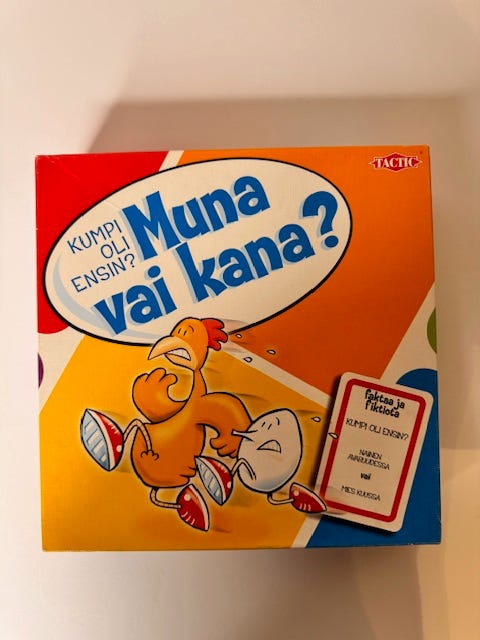 TACTIC
KUMPI
OLI
ENSIN?
Muna
vai kana?
faktaa ja
fiktiota
KUMPI OLI ENSIN?
NAINEN
AVARUUDESSA
vai
MIES KUUSSA